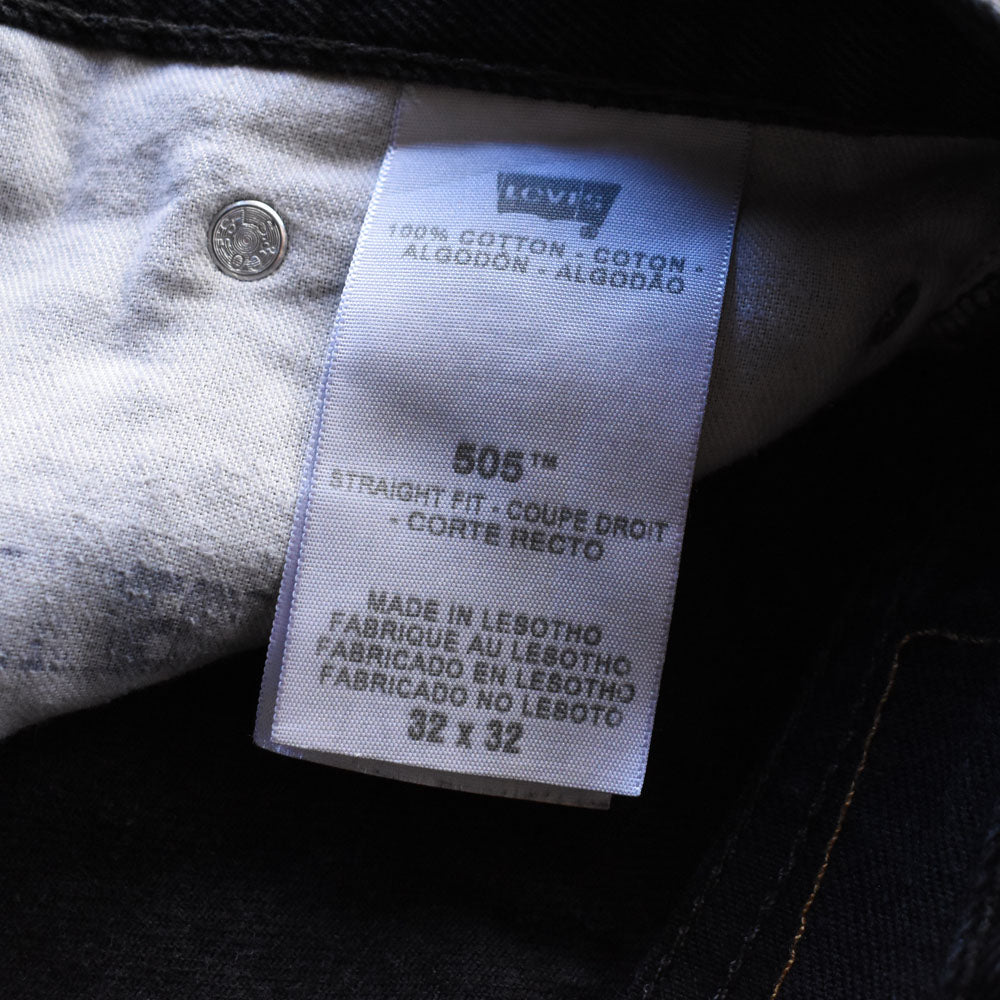 LEVI'S
100% COTTON - COTON -
ALGODÓN - ALGODÃO
505™
STRAIGHT FIT - COUPE DROIT
- CORTE RECTO
MADE IN LESOTHO
FABRIQUE AU LESOTHO
FABRICADO EN LESOTHO
FABRICADO NO LESOTO
32 x 32